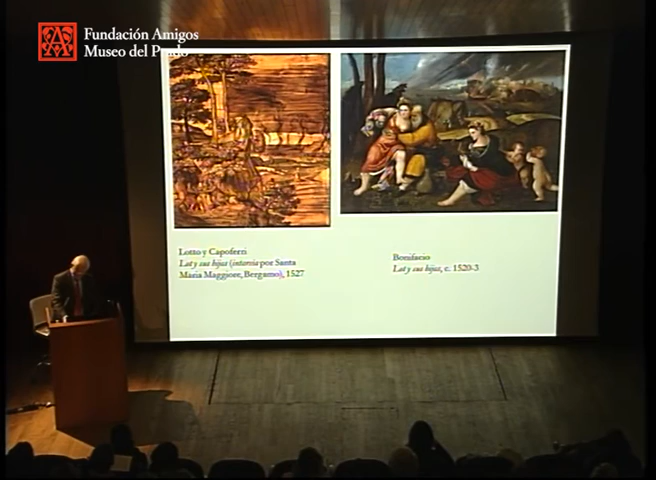 Fundación Amigos
Museo del Prado
Lotto y Capoferri
Lot y sus hijas (intarsia por Santa
Maria Maggiore, Bergamo), 1527
Bonifacio
Lot y sus hijas, c. 1520-3